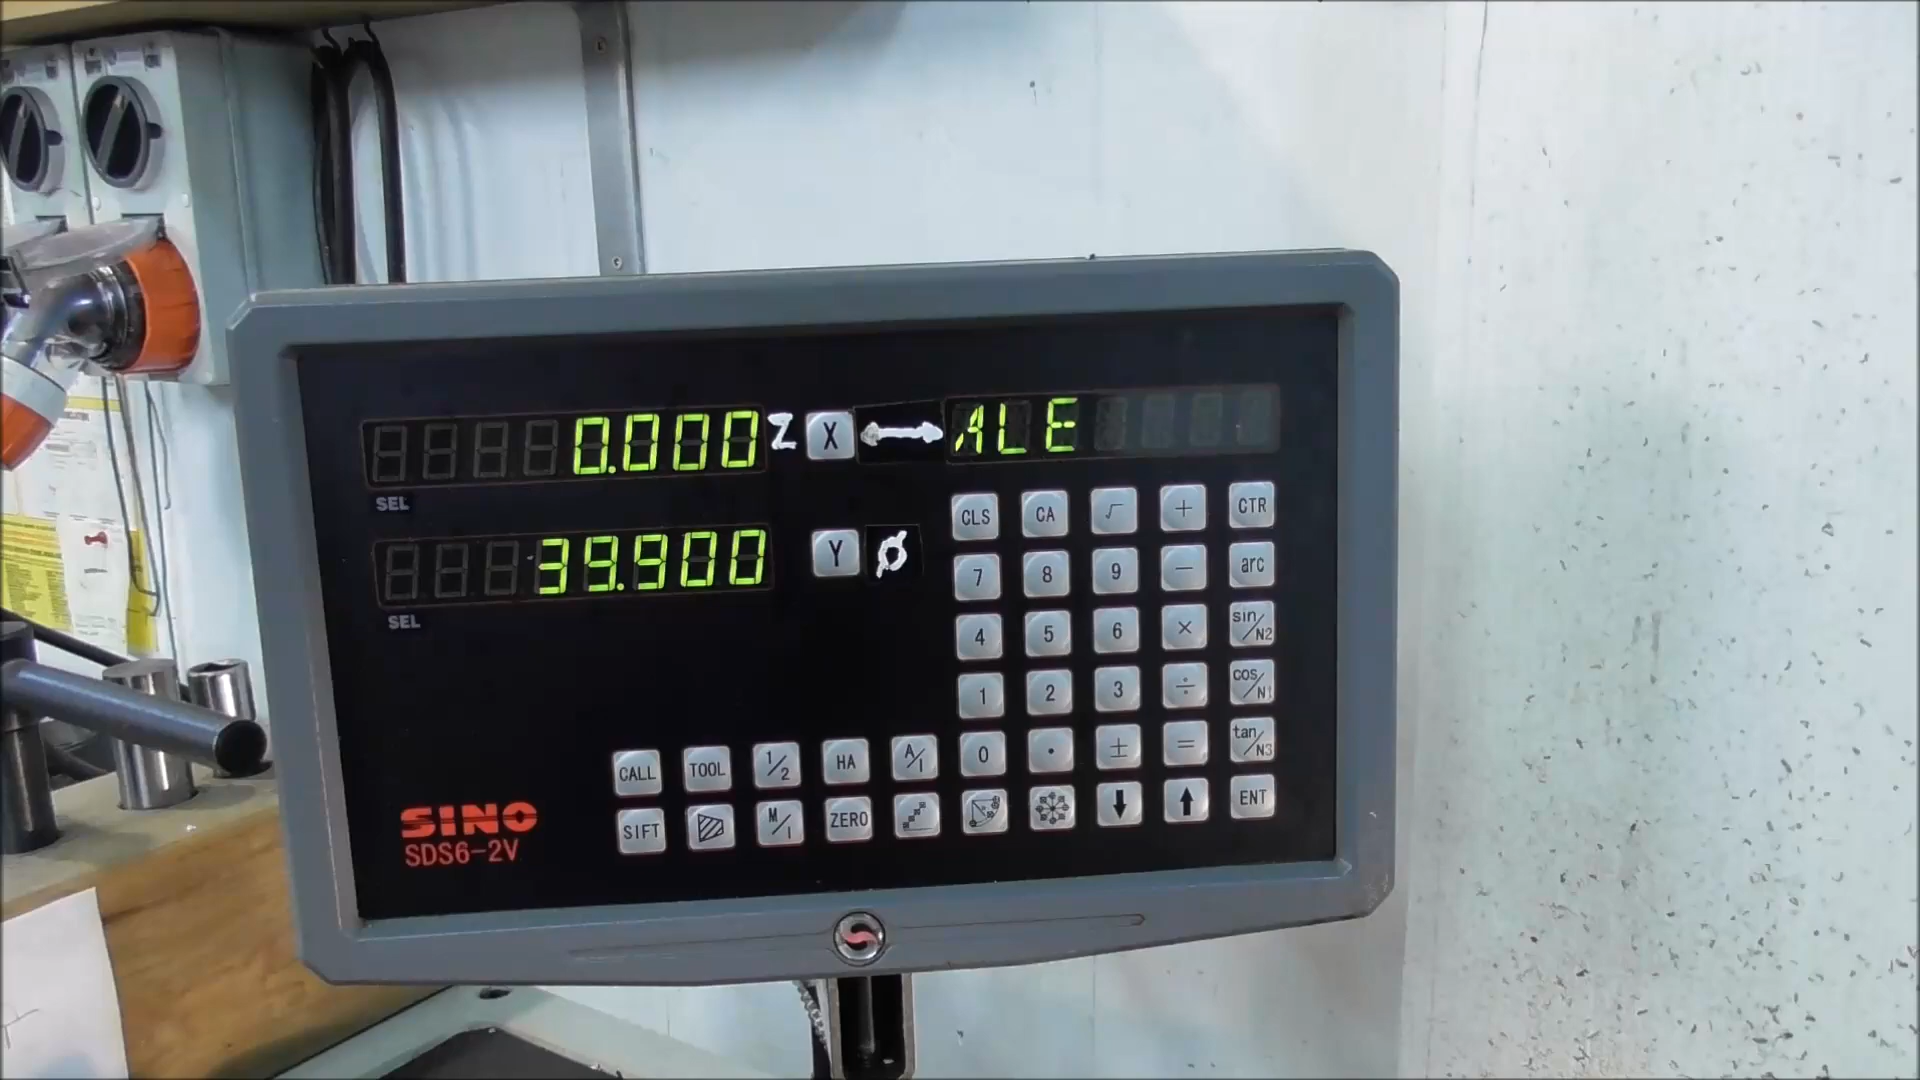 0.000 Z X ALE
SEL
39.900 Y Ø
SEL
CLS CA √ + CTR
7 8 9 − arc
4 5 6 × sin/N2
1 2 3 ÷ cos/N1
CALL TOOL 1/2 HA A/I 0 . ± = tan/N3
SIFT M/I ZERO ENT
SINO
SDS6-2V